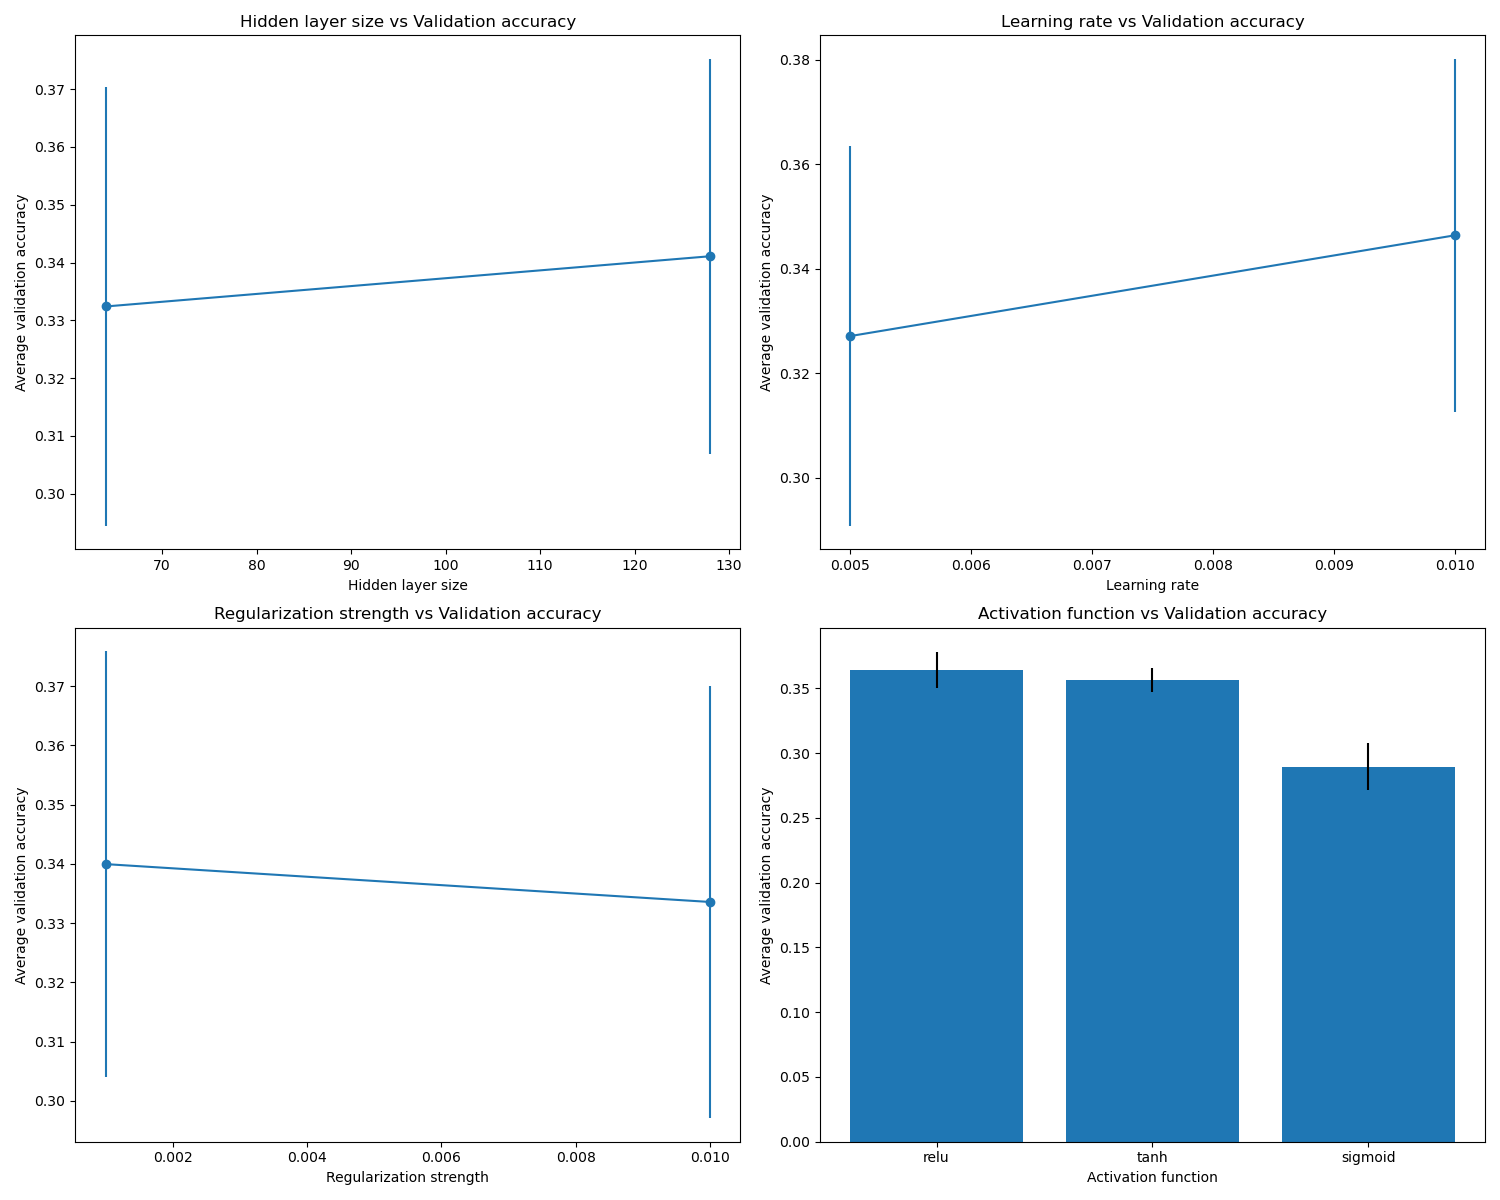 Hidden layer size vs Validation accuracy
Average validation accuracy
0.37
0.36
0.35
0.34
0.33
0.32
0.31
0.30
70 80 90 100 110 120 130
Hidden layer size
Learning rate vs Validation accuracy
Average validation accuracy
0.38
0.36
0.34
0.32
0.30
0.005 0.006 0.007 0.008 0.009 0.010
Learning rate
Regularization strength vs Validation accuracy
Average validation accuracy
0.37
0.36
0.35
0.34
0.33
0.32
0.31
0.30
0.002 0.004 0.006 0.008 0.010
Regularization strength
Activation function vs Validation accuracy
Average validation accuracy
0.35
0.30
0.25
0.20
0.15
0.10
0.05
0.00
relu tanh sigmoid
Activation function